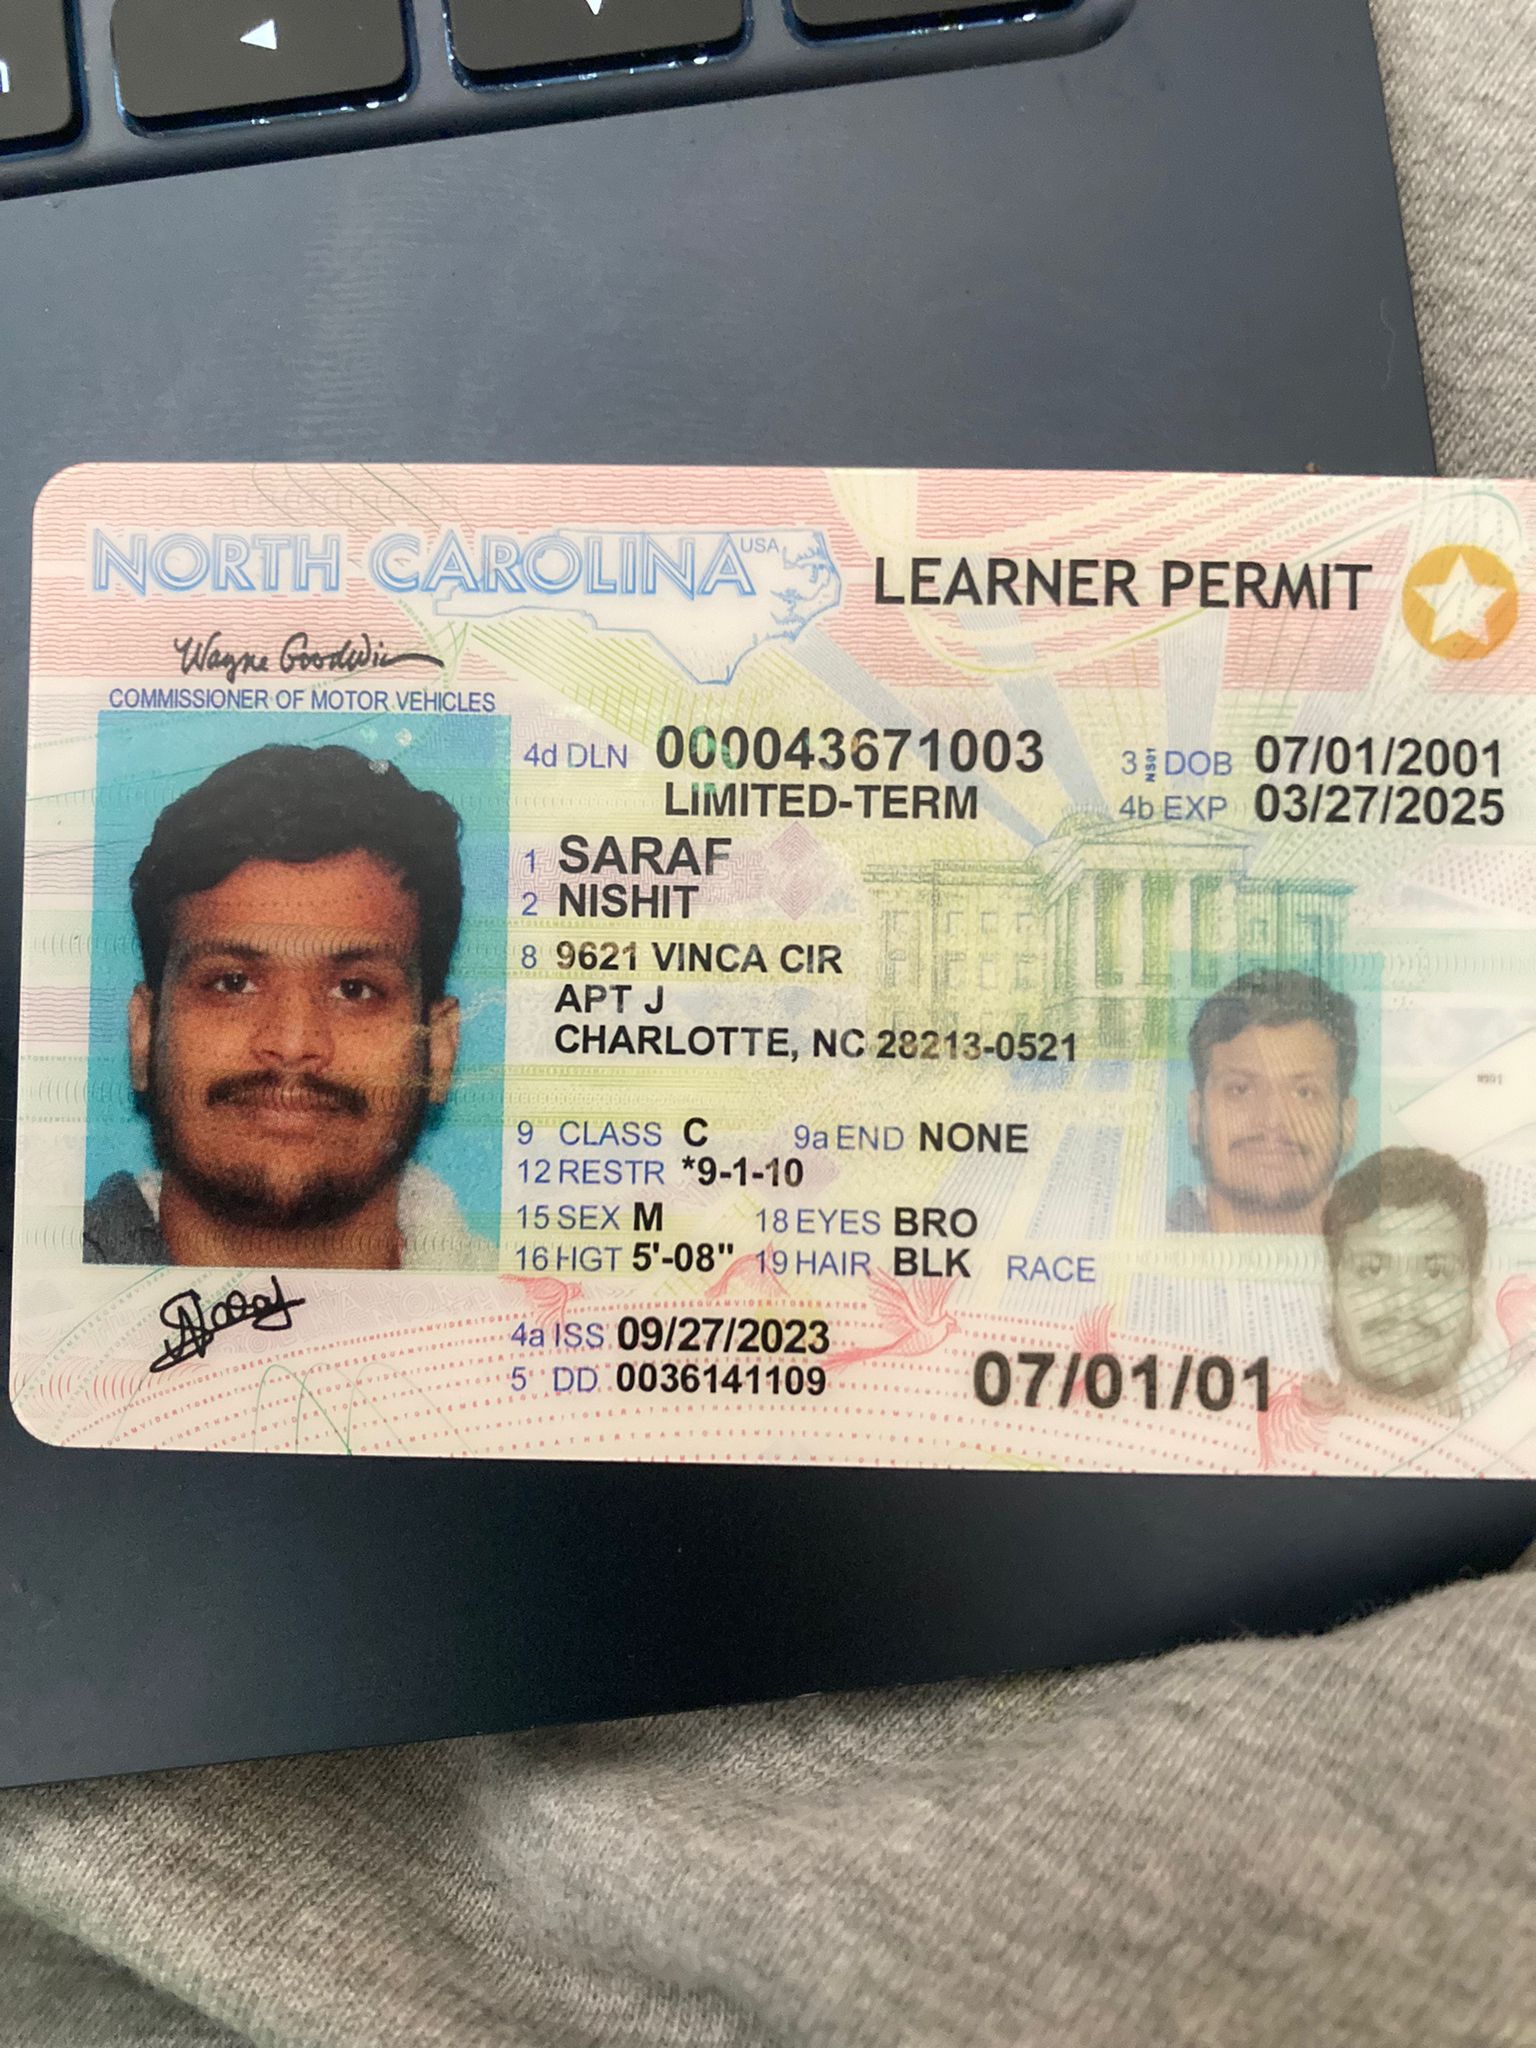 NORTH CAROLINA USA
LEARNER PERMIT
Wayne Goodwin
COMMISSIONER OF MOTOR VEHICLES
4d DLN 000043671003
LIMITED-TERM
3 DOB 07/01/2001
4b EXP 03/27/2025
1 SARAF
2 NISHIT
8 9621 VINCA CIR
APT J
CHARLOTTE, NC 28213-0521
9 CLASS C 9a END NONE
12 RESTR *9-1-10
15 SEX M 18 EYES BRO
16 HGT 5'-08" 19 HAIR BLK RACE
4a ISS 09/27/2023
5 DD 0036141109
07/01/01